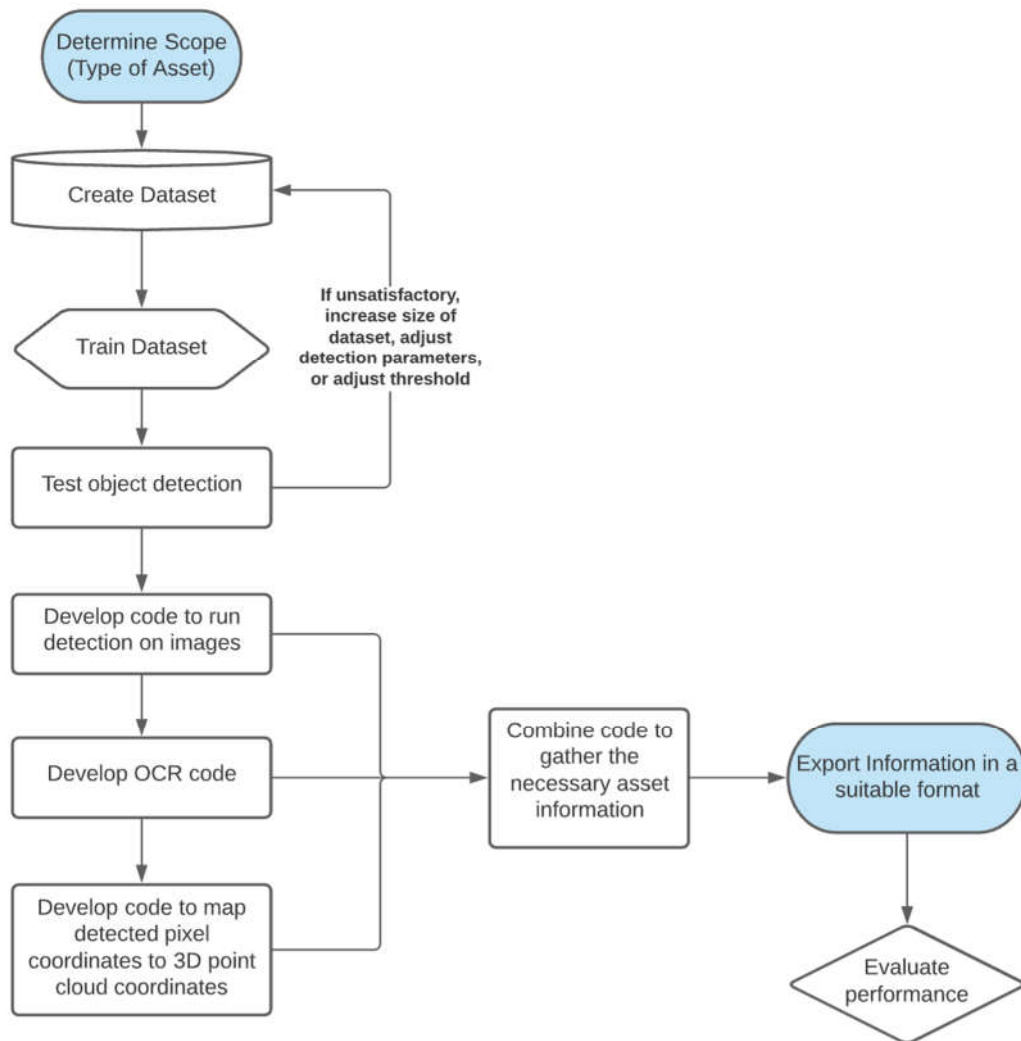 Determine Scope
(Type of Asset)
Create Dataset
If unsatisfactory,
increase size of
dataset, adjust
detection parameters,
or adjust threshold
Train Dataset
Test object detection
Develop code to run
detection on images
Develop OCR code
Develop code to map
detected pixel
coordinates to 3D point
cloud coordinates
Combine code to
gather the
necessary asset
information
Export Information in a
suitable format
Evaluate
performance